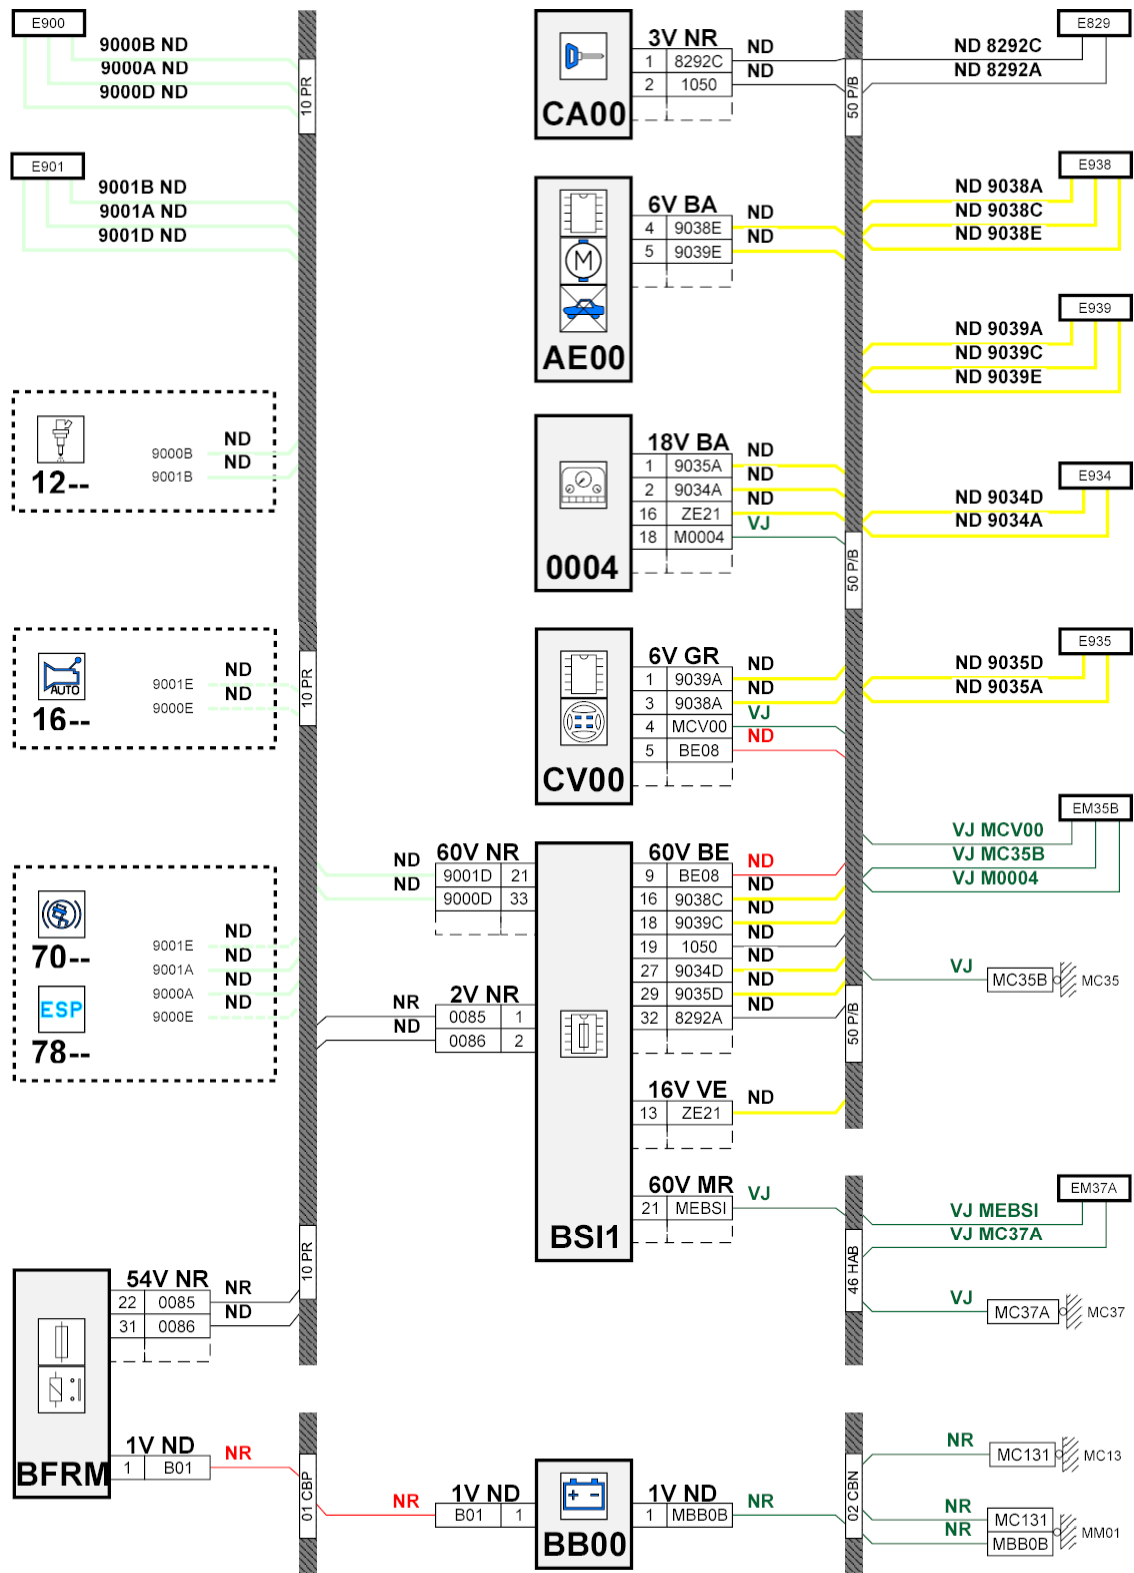 E900
9000B ND
9000A ND
9000D ND
10 PR
E901
9001B ND
9001A ND
9001D ND
12--
9000B ND
9001B ND
16--
AUTO
9001E ND
9000E ND
10 PR
70--
ESP
78--
9001E ND
9001A ND
9000A ND
9000E ND
10 PR
BFRM
54V NR
22 0085 NR
31 0086 ND
1V ND
1 B01 NR
01 CBP
CA00
3V NR
1 8292C ND
2 1050 ND
AE00
M
6V BA
4 9038E ND
5 9039E ND
0004
18V BA
1 9035A ND
2 9034A ND
16 ZE21 ND
18 M0004 VJ
CV00
6V GR
1 9039A ND
3 9038A ND
4 MCV00 VJ
5 BE08 ND
BSI1
60V NR
ND 9001D 21
ND 9000D 33
2V NR
NR 0085 1
ND 0086 2
60V BE
9 BE08 ND
16 9038C ND
18 9039C ND
19 1050 ND
27 9034D ND
29 9035D ND
32 8292A ND
16V VE
13 ZE21 ND
60V MR
21 MEBSI VJ
BB00
1V ND
NR B01 1
1V ND
1 MBB0B NR
50 P/B
E829
ND 8292C
ND 8292A
E938
ND 9038A
ND 9038C
ND 9038E
E939
ND 9039A
ND 9039C
ND 9039E
E934
ND 9034D
ND 9034A
50 P/B
E935
ND 9035D
ND 9035A
EM35B
VJ MCV00
VJ MC35B
VJ M0004
VJ MC35B MC35
50 P/B
EM37A
VJ MEBSI
VJ MC37A
46 HAB
VJ MC37A MC37
02 CBN
NR MC131 MC13
NR MC131
NR MBB0B MM01